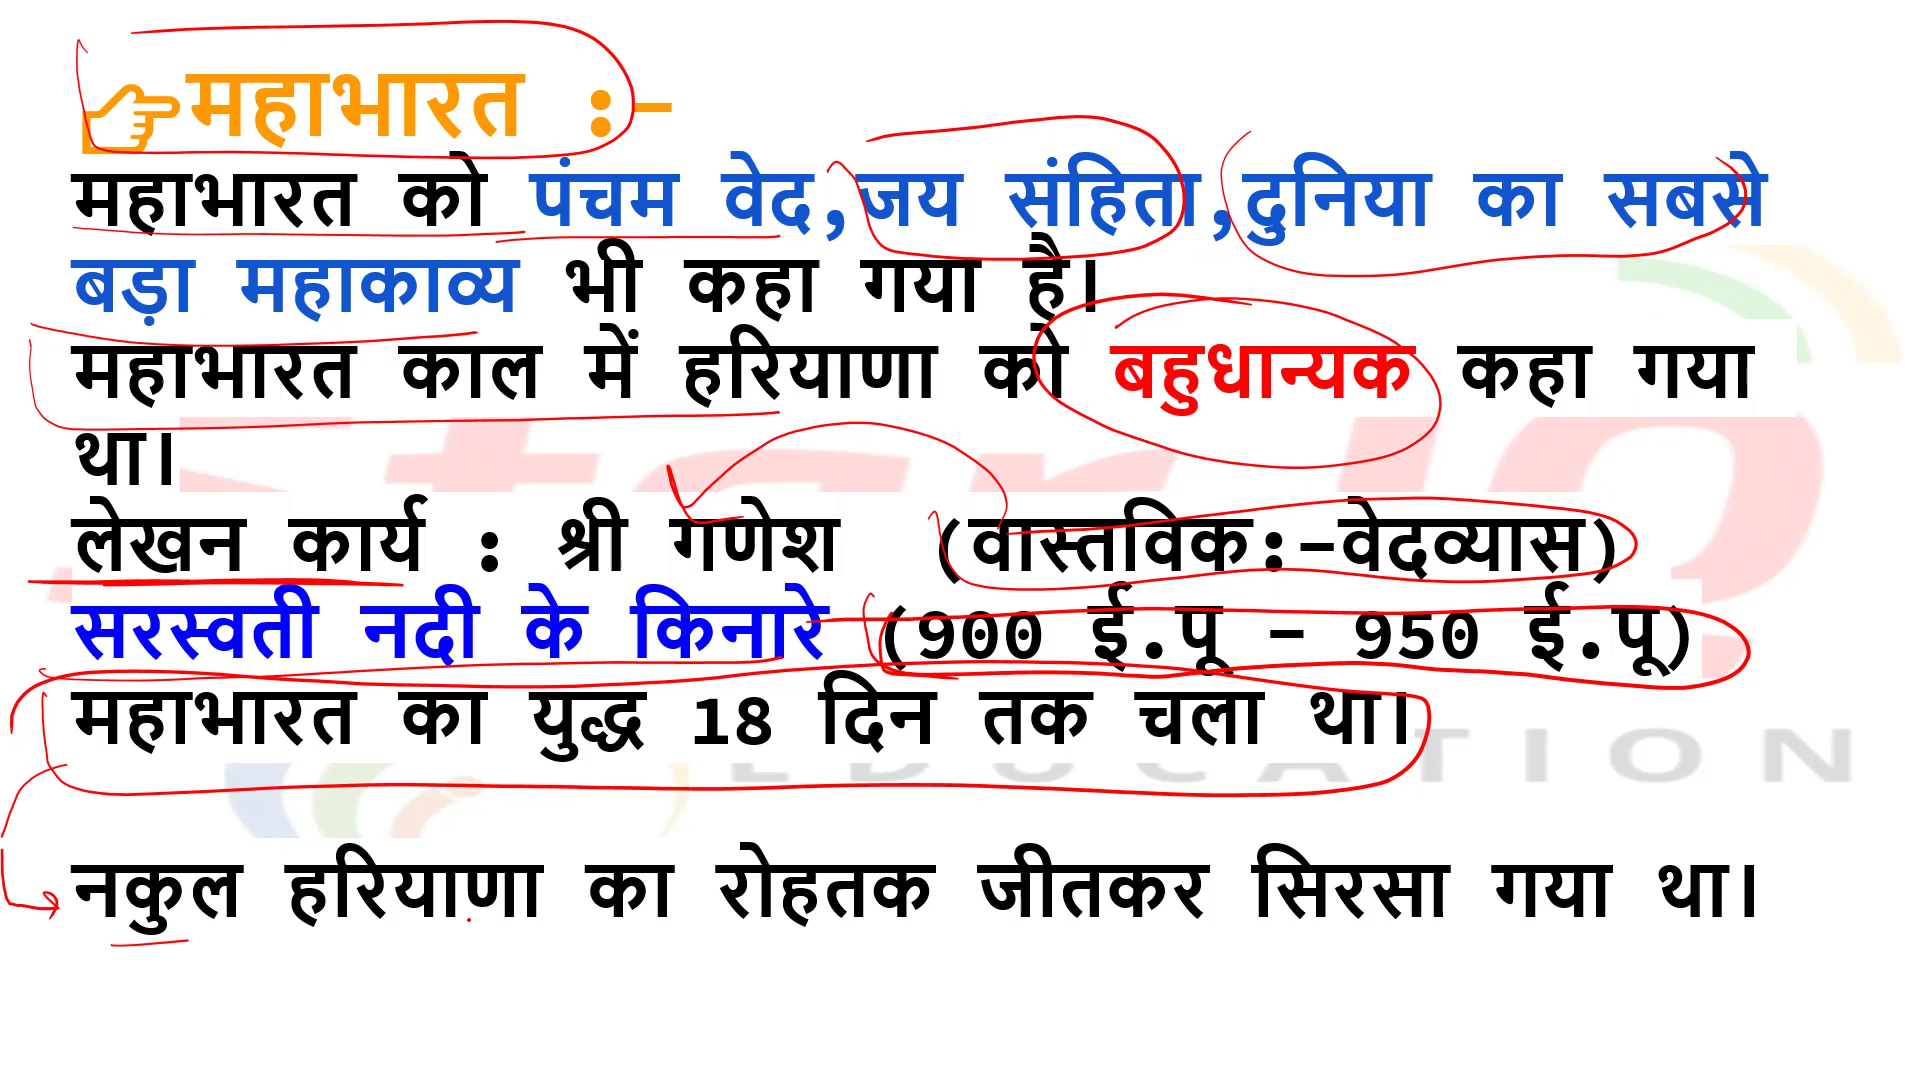 👉महाभारत :-
महाभारत को पंचम वेद,जय संहिता,दुनिया का सबसे
बड़ा महाकाव्य भी कहा गया है।
महाभारत काल में हरियाणा को बहुधान्यक कहा गया
था।
लेखन कार्य : श्री गणेश (वास्तविक:-वेदव्यास)
सरस्वती नदी के किनारे (900 ई.पू - 950 ई.पू)
महाभारत का युद्ध 18 दिन तक चला था।
EDUCATION
नकुल हरियाणा का रोहतक जीतकर सिरसा गया था।